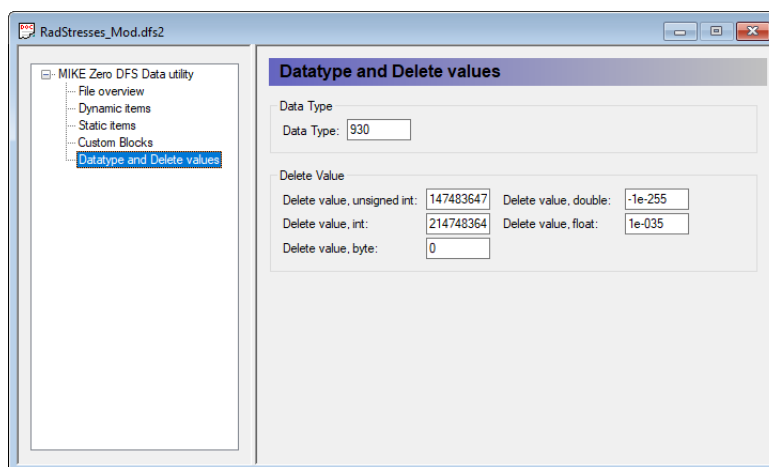 RadStresses_Mod.dfs2
MIKE Zero DFS Data utility
File overview
Dynamic items
Static items
Custom Blocks
Datatype and Delete values
Datatype and Delete values
Data Type
Data Type: 930
Delete Value
Delete value, unsigned int: 147483647 Delete value, double: -1e-255
Delete value, int: 214748364 Delete value, float: 1e-035
Delete value, byte: 0